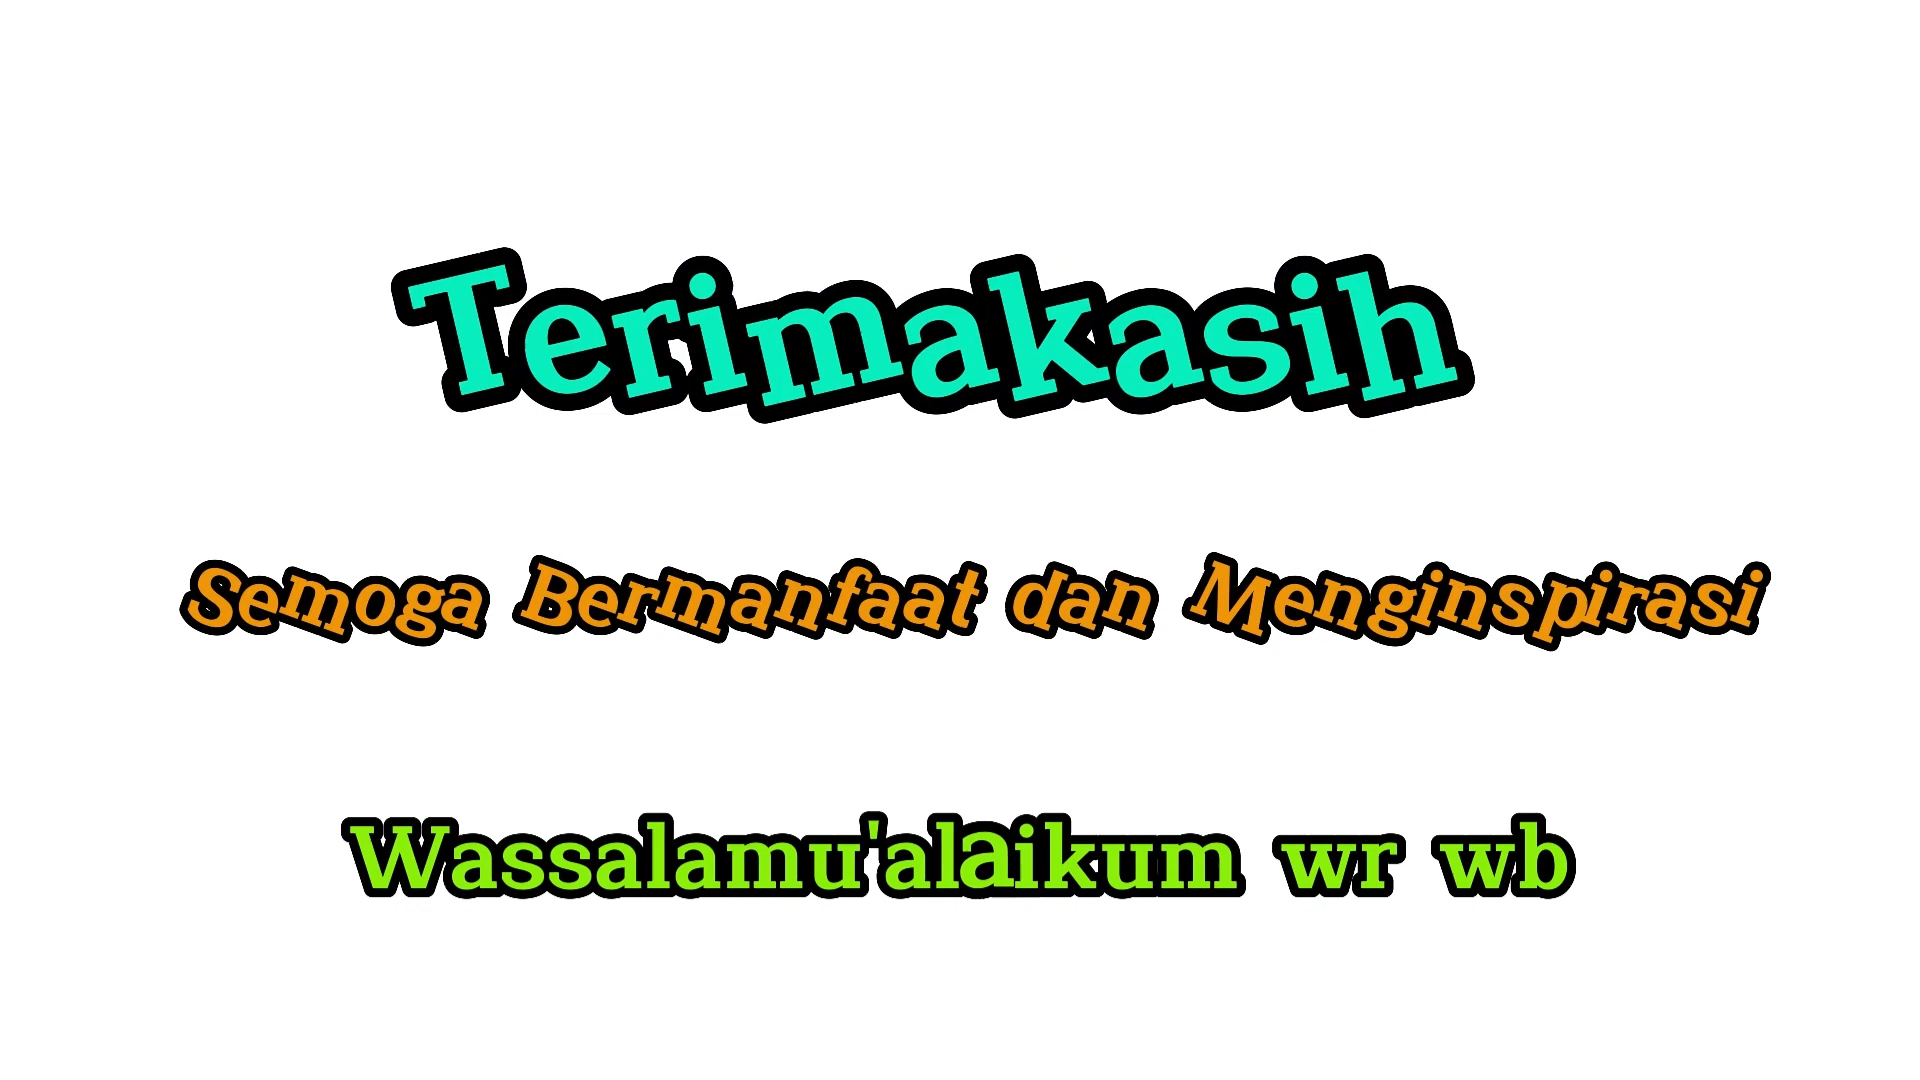 Terimakasih
Semoga Bermanfaat dan Menginspirasi
Wassalamu'alaikum wr wb